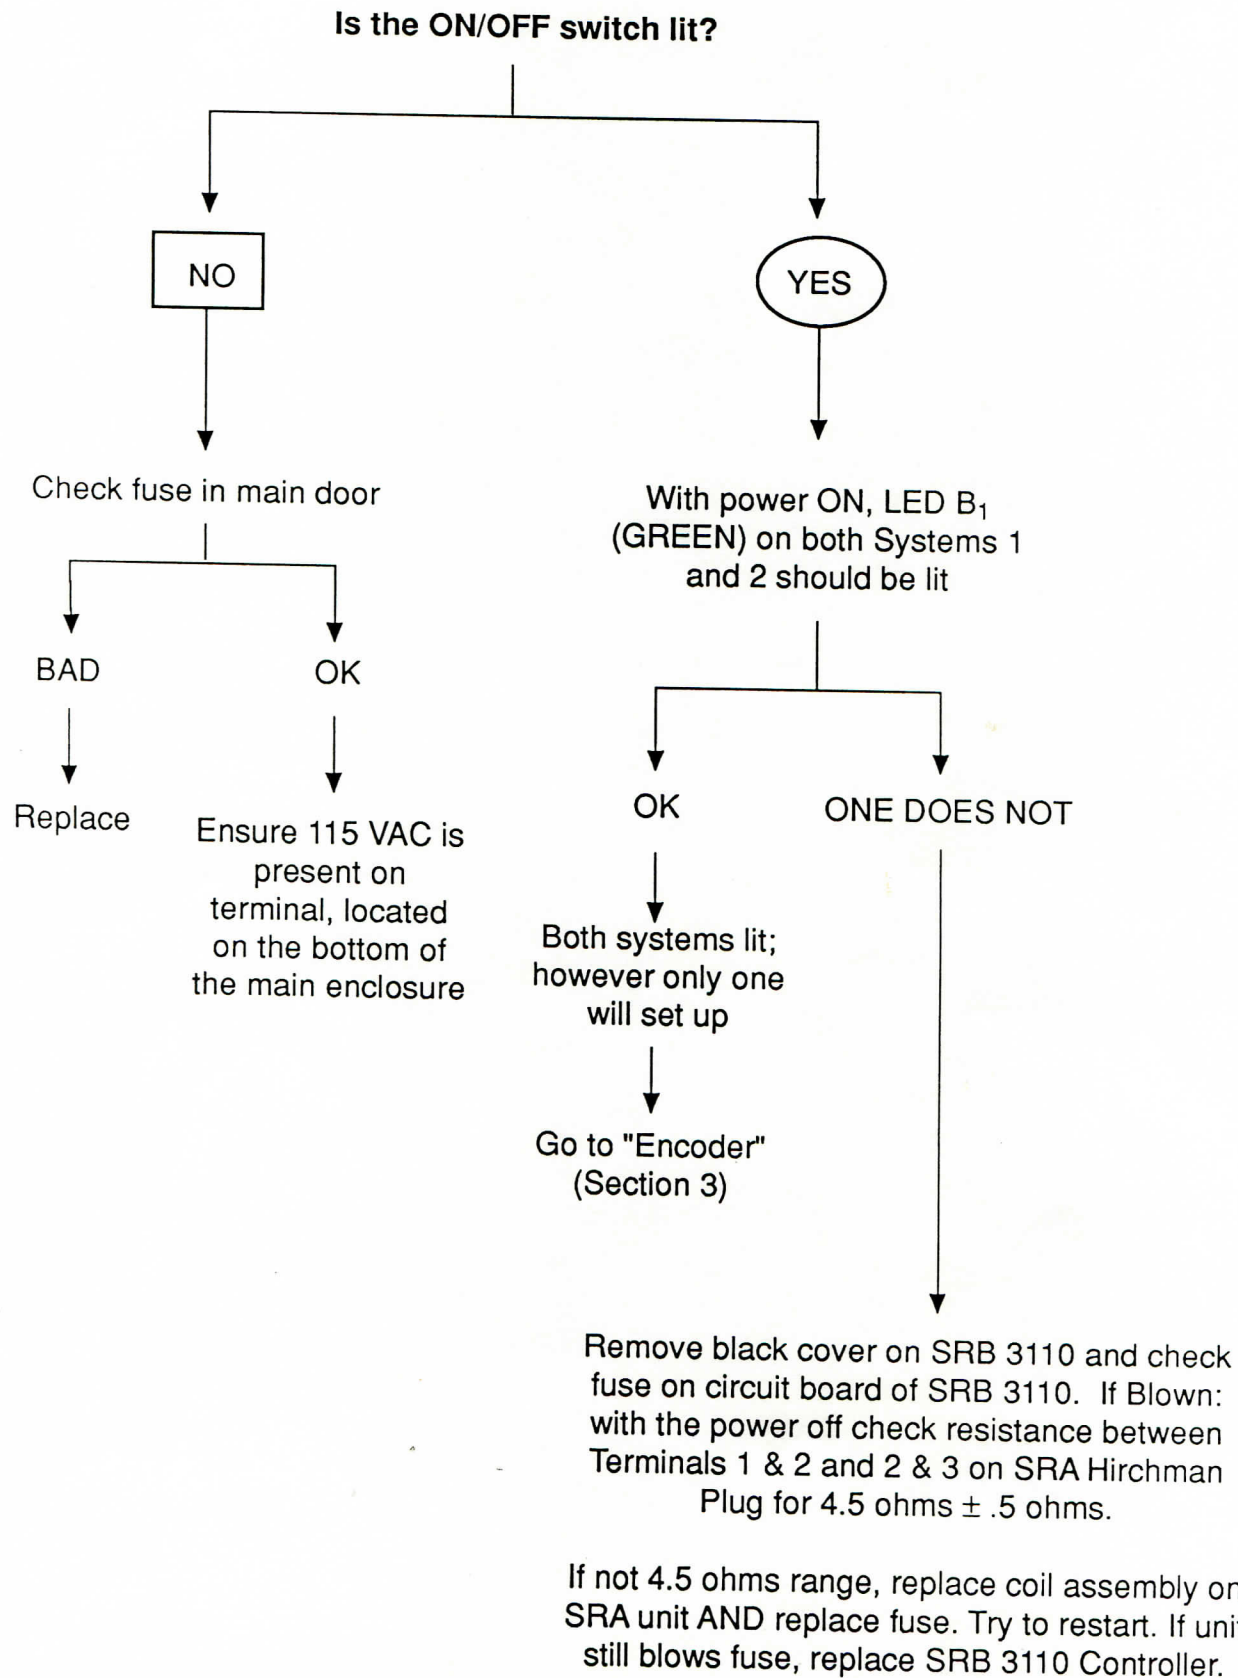 Is the ON/OFF switch lit?
NO
YES
Check fuse in main door
BAD
OK
Replace
Ensure 115 VAC is
present on
terminal, located
on the bottom of
the main enclosure
With power ON, LED B₁
(GREEN) on both Systems 1
and 2 should be lit
OK
ONE DOES NOT
Both systems lit;
however only one
will set up
Go to "Encoder"
(Section 3)
Remove black cover on SRB 3110 and check
fuse on circuit board of SRB 3110. If Blown:
with the power off check resistance between
Terminals 1 & 2 and 2 & 3 on SRA Hirchman
Plug for 4.5 ohms ± .5 ohms.
If not 4.5 ohms range, replace coil assembly on
SRA unit AND replace fuse. Try to restart. If unit
still blows fuse, replace SRB 3110 Controller.